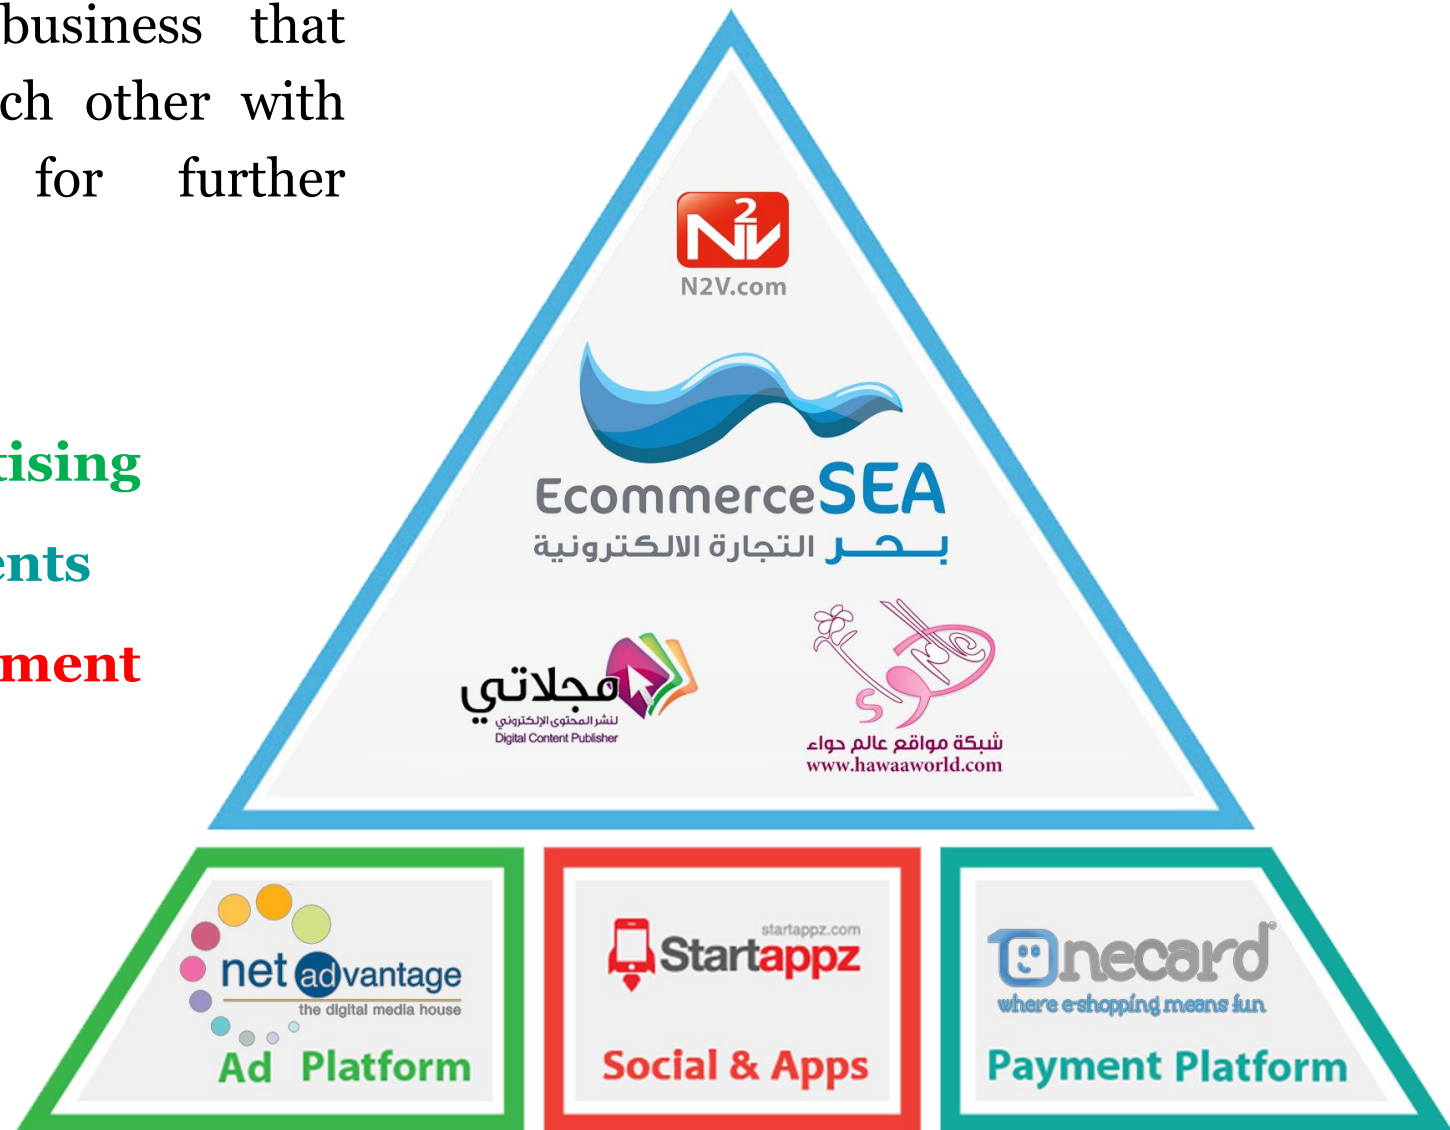 business that
ch other with
for further
tising
ents
ment
N2V
N2V.com
EcommerceSEA
بحر التجارة الالكترونية
مجلاتي
لنشر المحتوى الإلكتروني
Digital Content Publisher
شبكة مواقع عالم حواء
www.hawaaworld.com
net advantage
the digital media house
Ad Platform
startappz.com
Startappz
Social & Apps
Onecard
where e-shopping means fun
Payment Platform